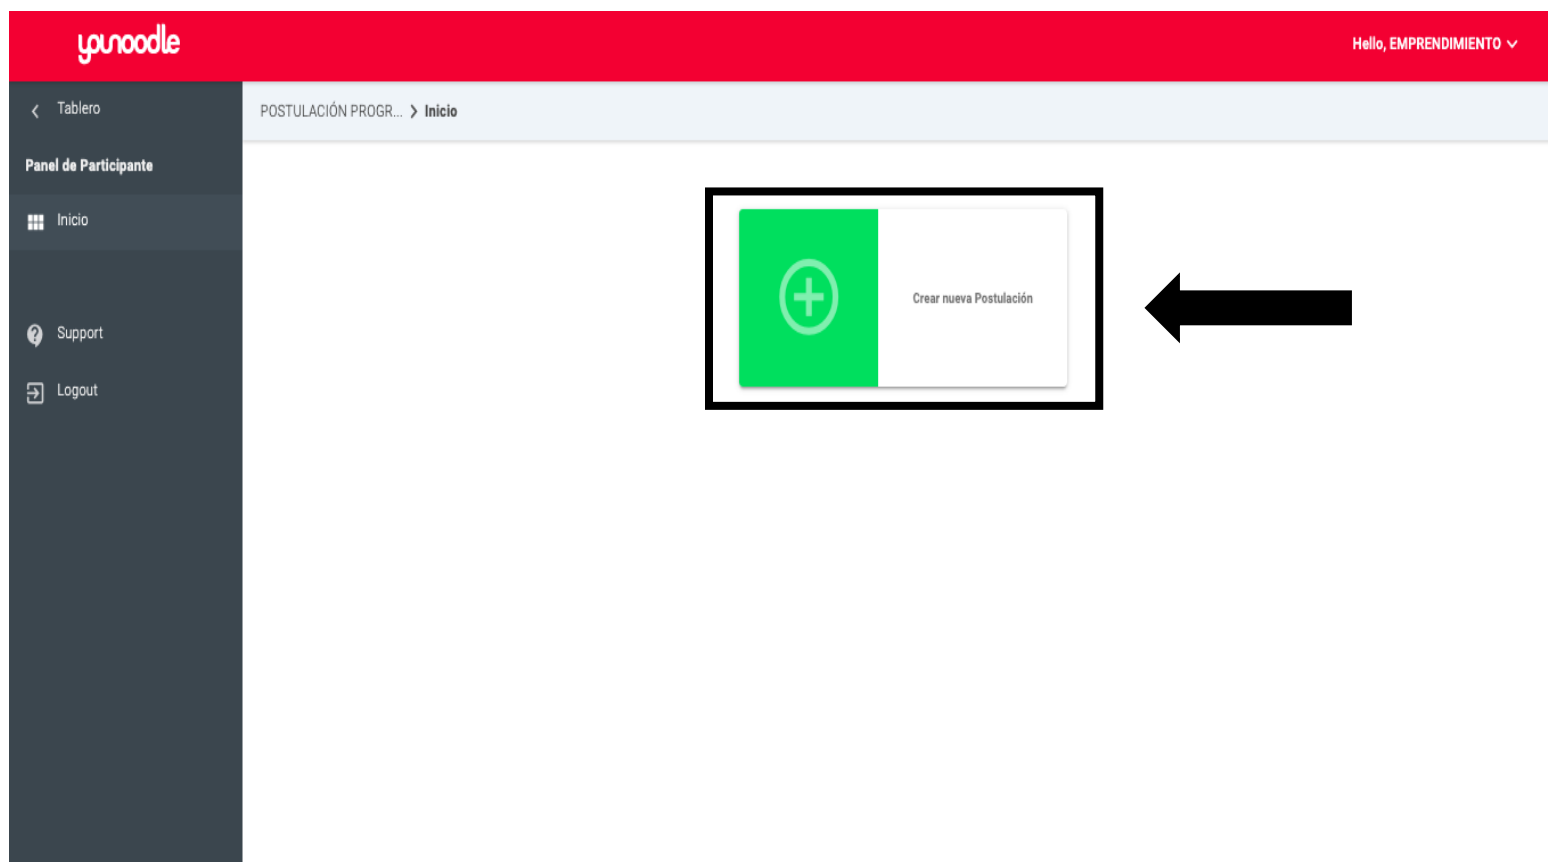 younoodle
Hello, EMPRENDIMIENTO
Tablero
POSTULACIÓN PROGR... > Inicio
Panel de Participante
Inicio
Crear nueva Postulación
Support
Logout